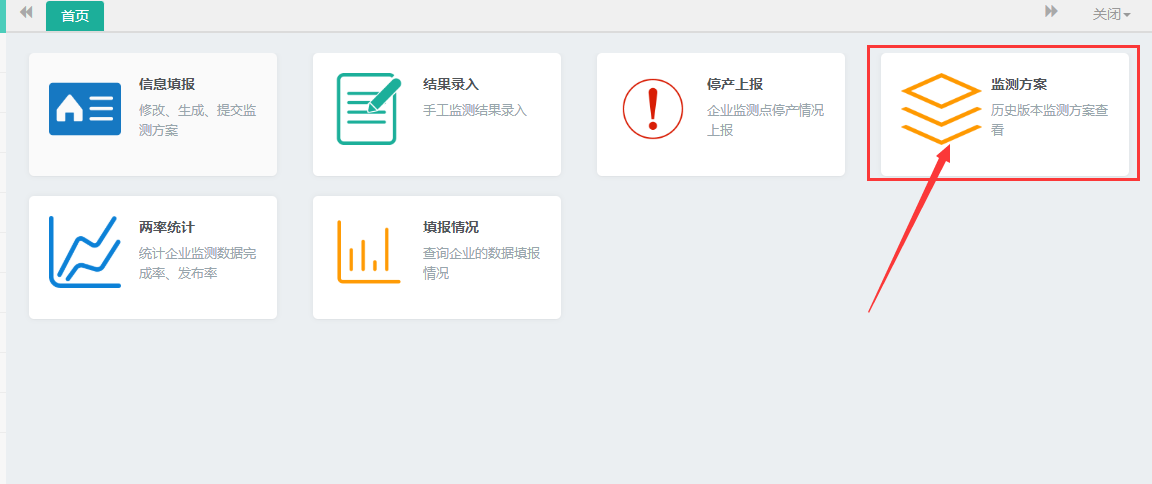 首页
关闭
信息填报
修改、生成、提交监
测方案
结果录入
手工监测结果录入
停产上报
企业监测点停产情况
上报
监测方案
历史版本监测方案查
看
两率统计
统计企业监测数据完
成率、发布率
填报情况
查询企业的数据填报
情况